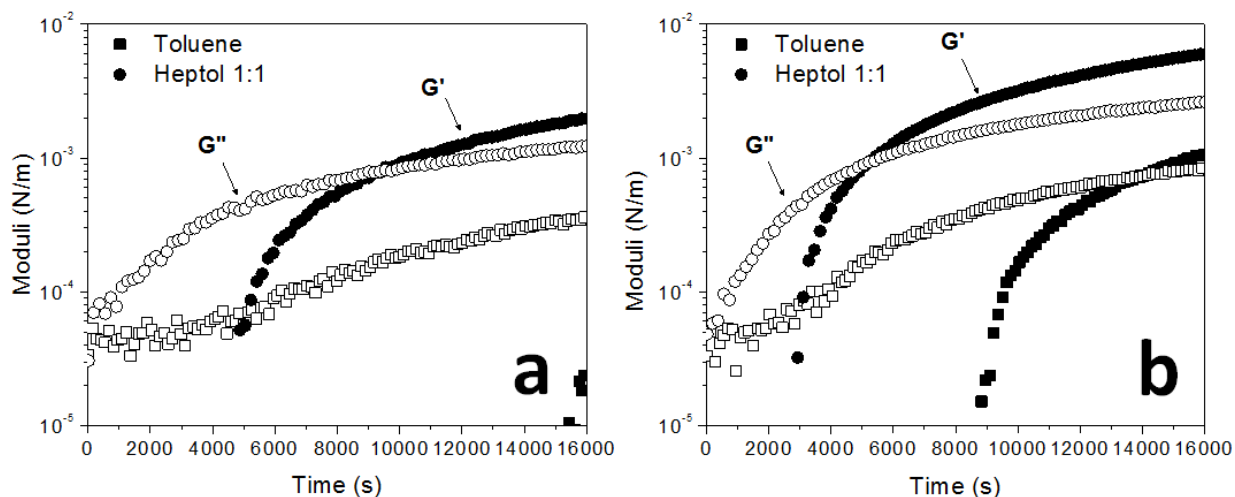 10⁻²
Toluene
Heptol 1:1
G'
G"
10⁻³
10⁻⁴
10⁻⁵
Moduli (N/m)
0 2000 4000 6000 8000 10000 12000 14000 16000
Time (s)
a
10⁻²
Toluene
Heptol 1:1
G'
G"
10⁻³
10⁻⁴
10⁻⁵
Moduli (N/m)
0 2000 4000 6000 8000 10000 12000 14000 16000
Time (s)
b